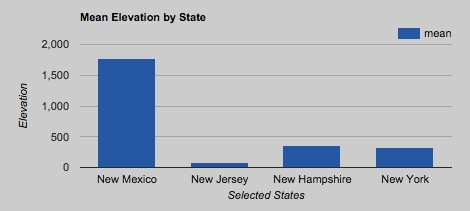 Mean Elevation by State
mean
2,000
1,500
1,000
500
0
Elevation
New Mexico
New Jersey
New Hampshire
New York
Selected States